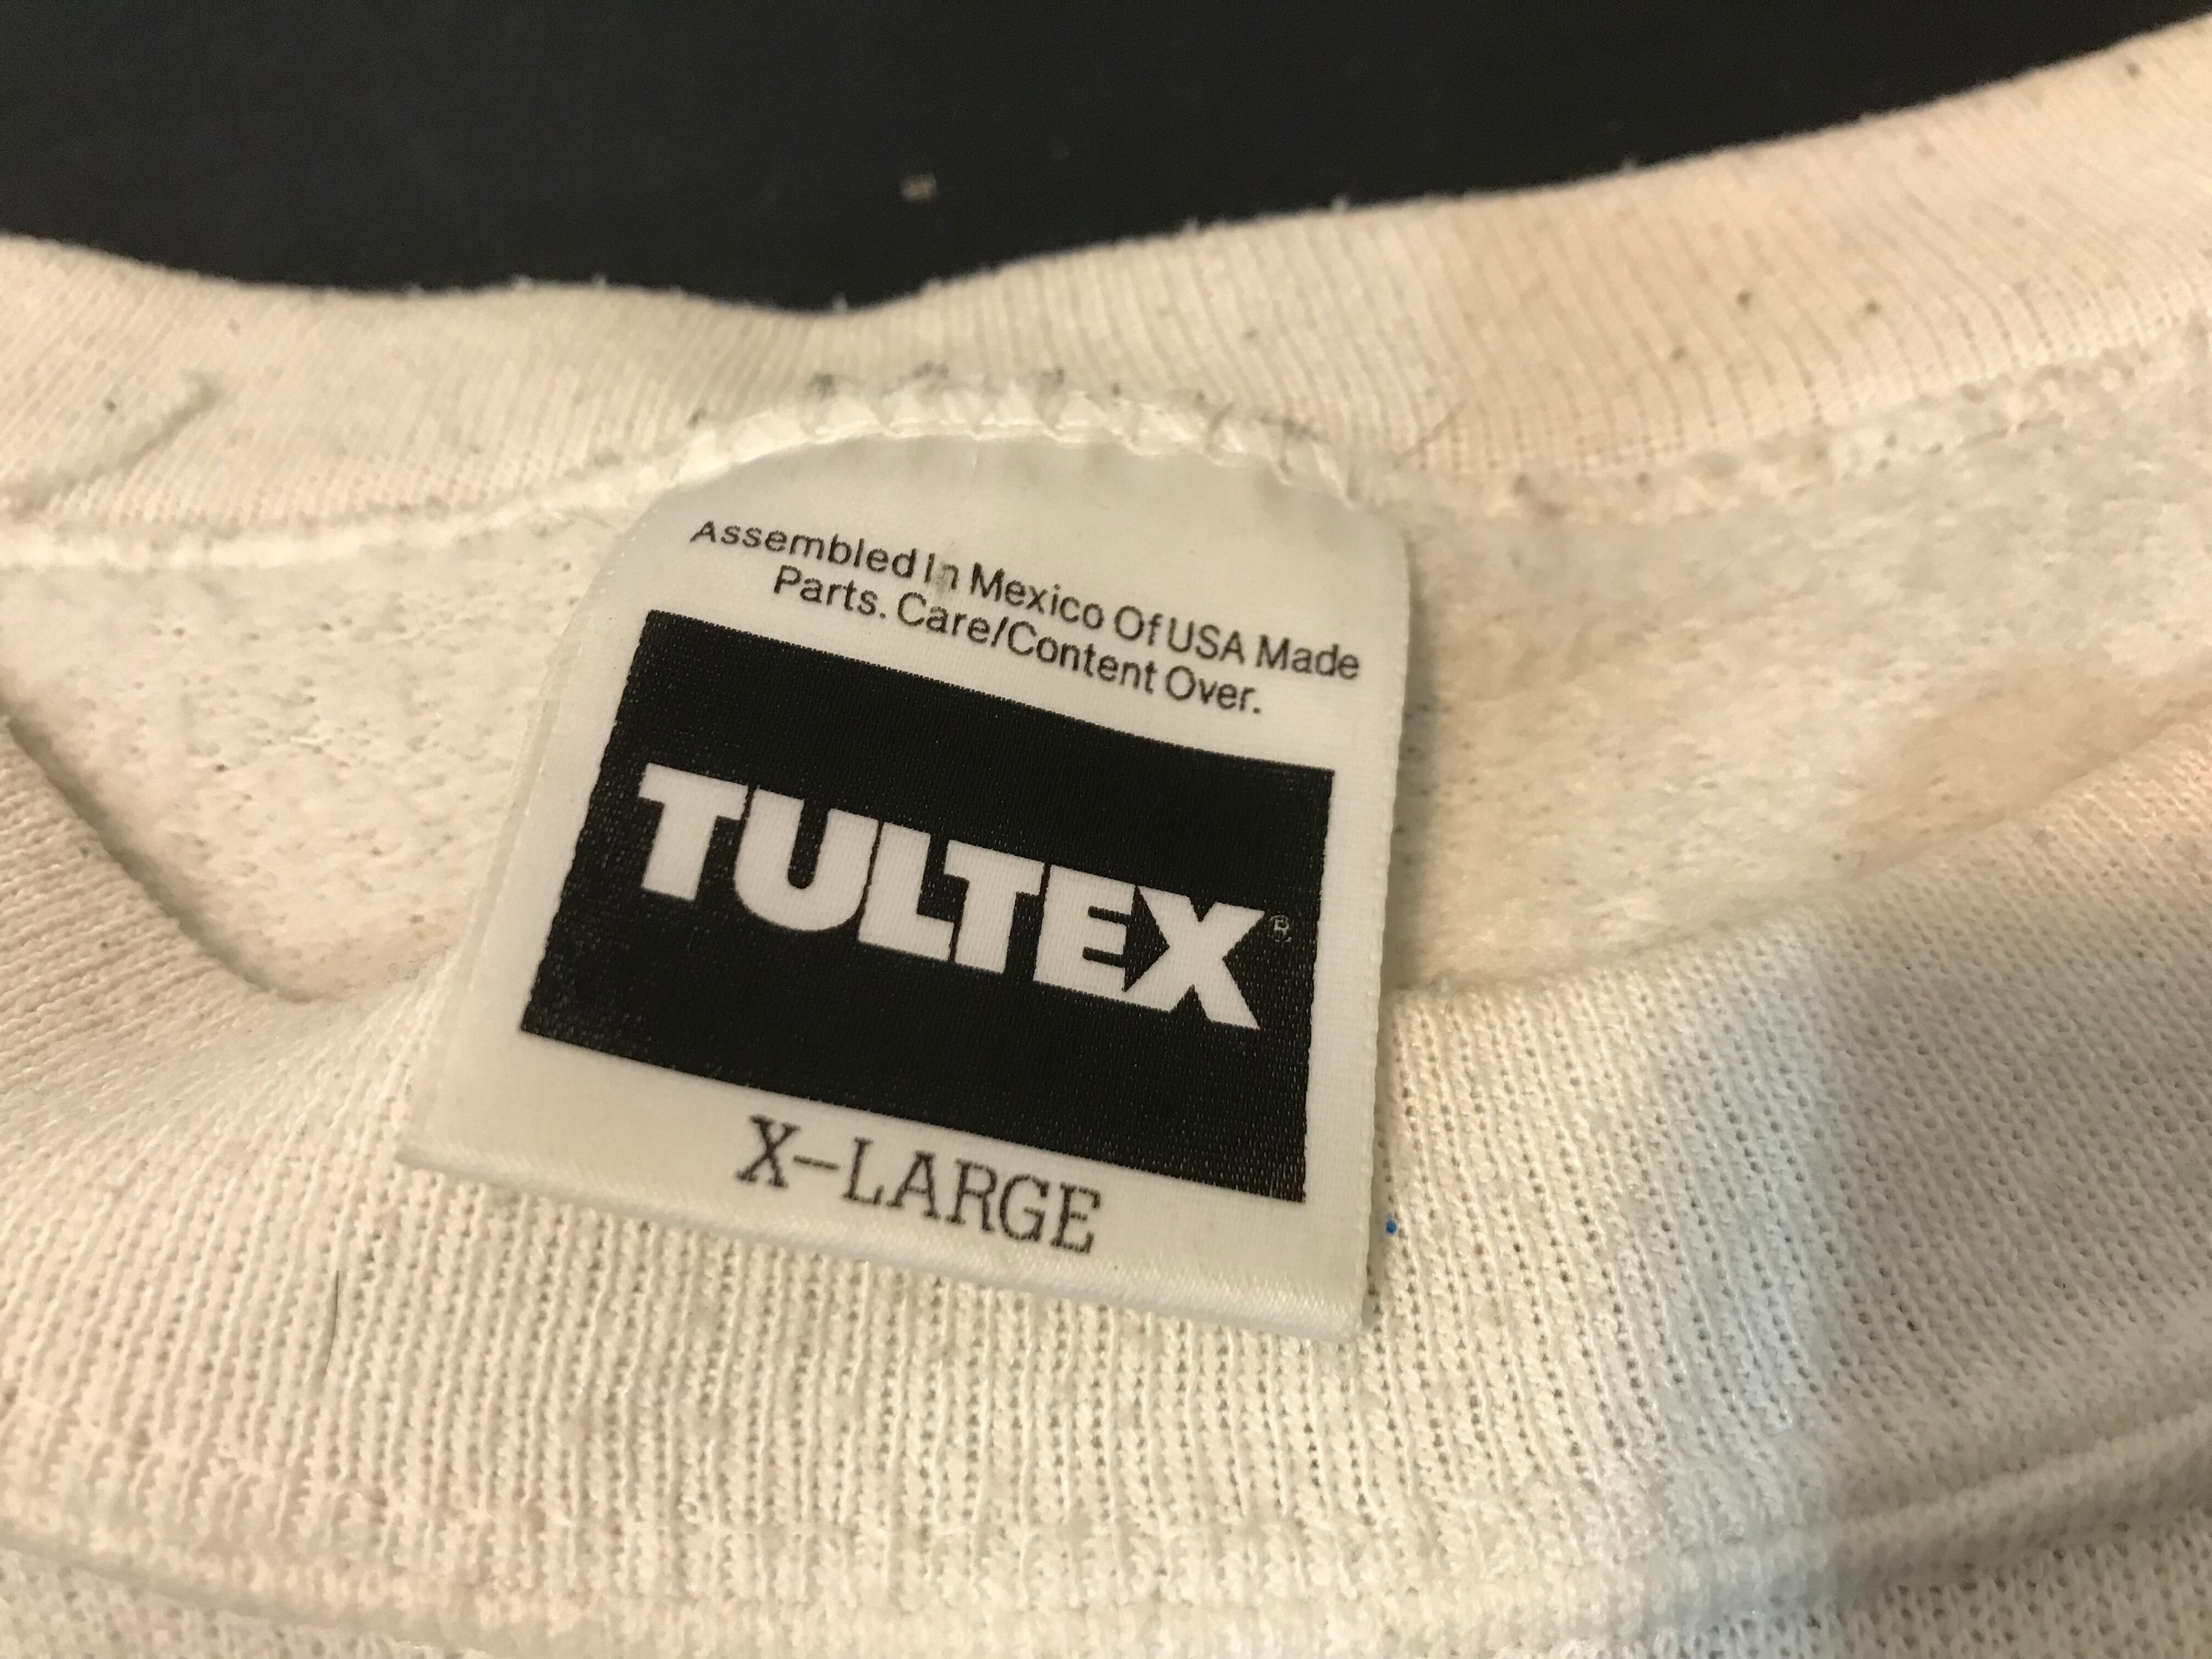 Assembled In Mexico Of USA Made
Parts. Care/Content Over.
TULTEX®
X-LARGE